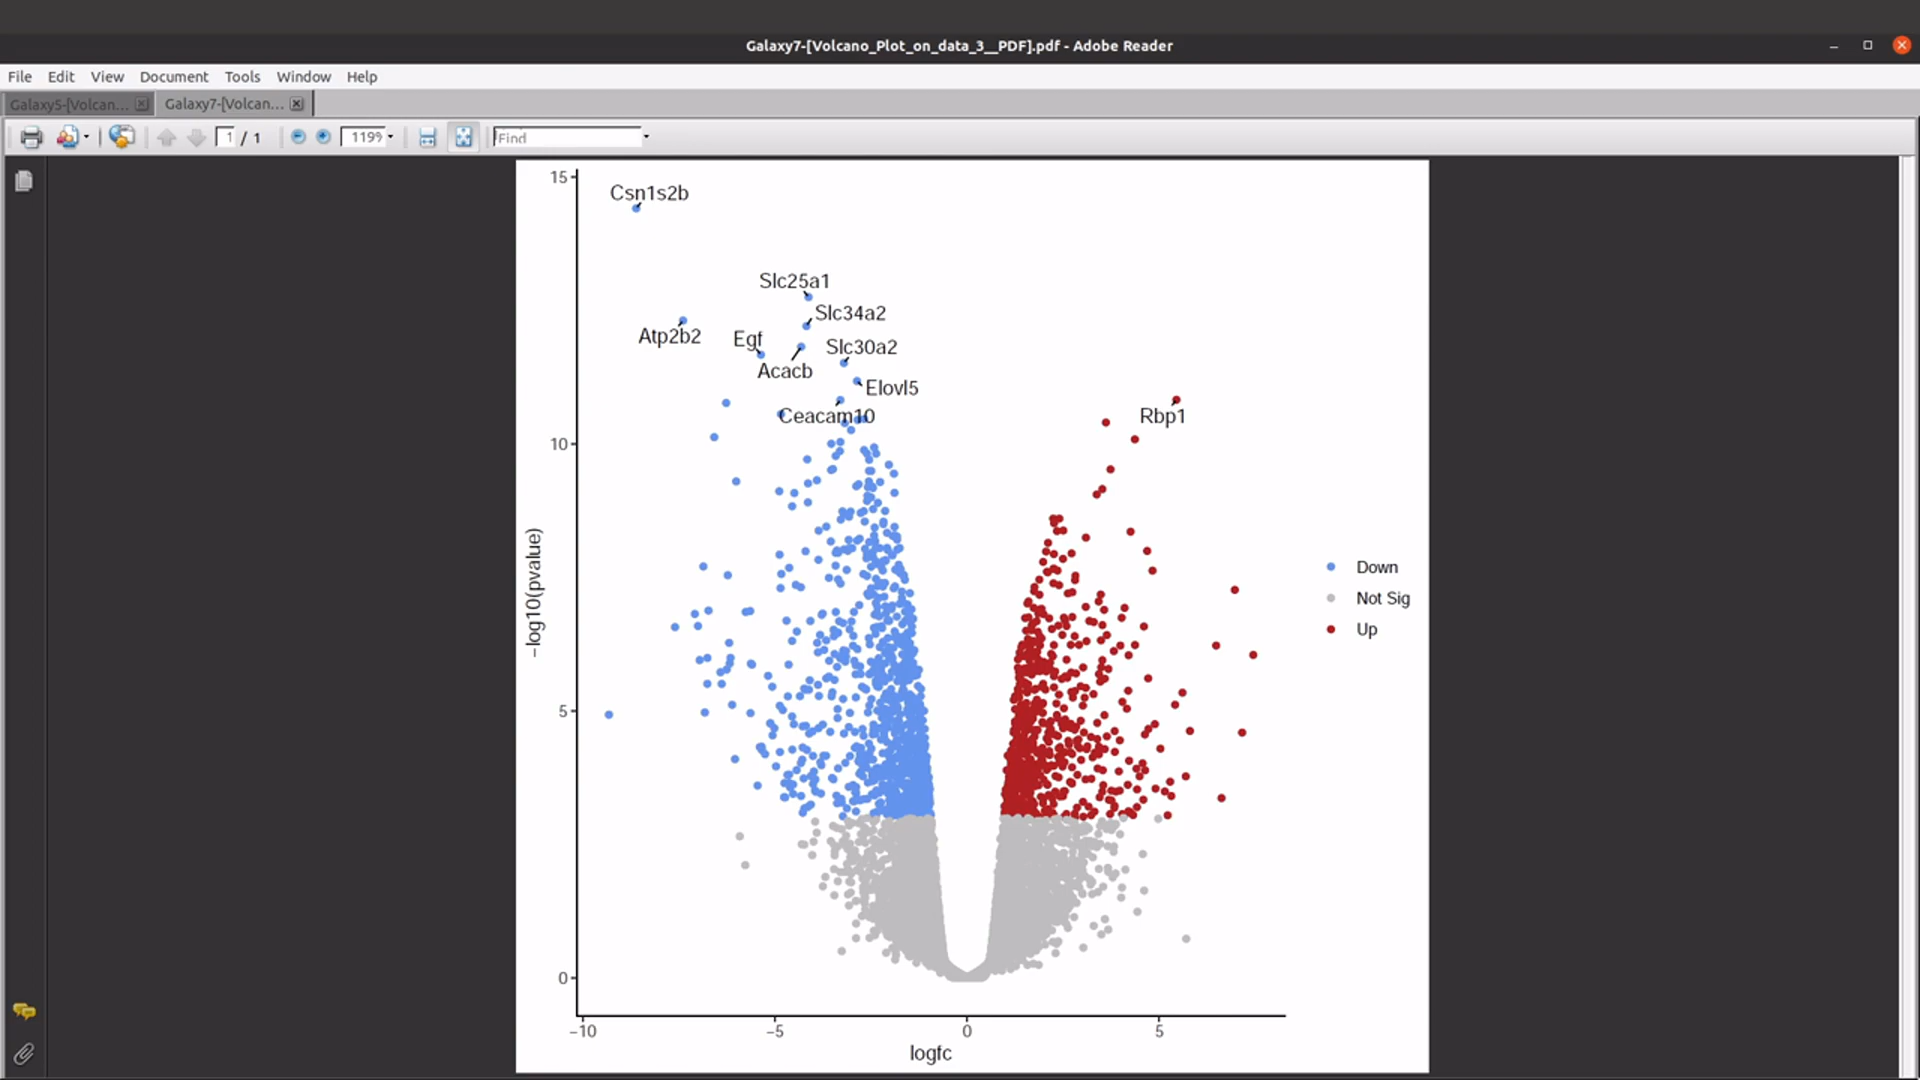 Galaxy7-[Volcano_Plot_on_data_3__PDF].pdf - Adobe Reader
File Edit View Document Tools Window Help
Galaxy5-[Volcan... Galaxy7-[Volcan...
1 / 1 119% Find
15
Csn1s2b
Slc25a1
Slc34a2
Atp2b2
Egf
Slc30a2
Acacb
Elovl5
Ceacam10
Rbp1
10
−log10(pvalue)
Down
Not Sig
Up
5
0
−10 −5 0 5
logfc